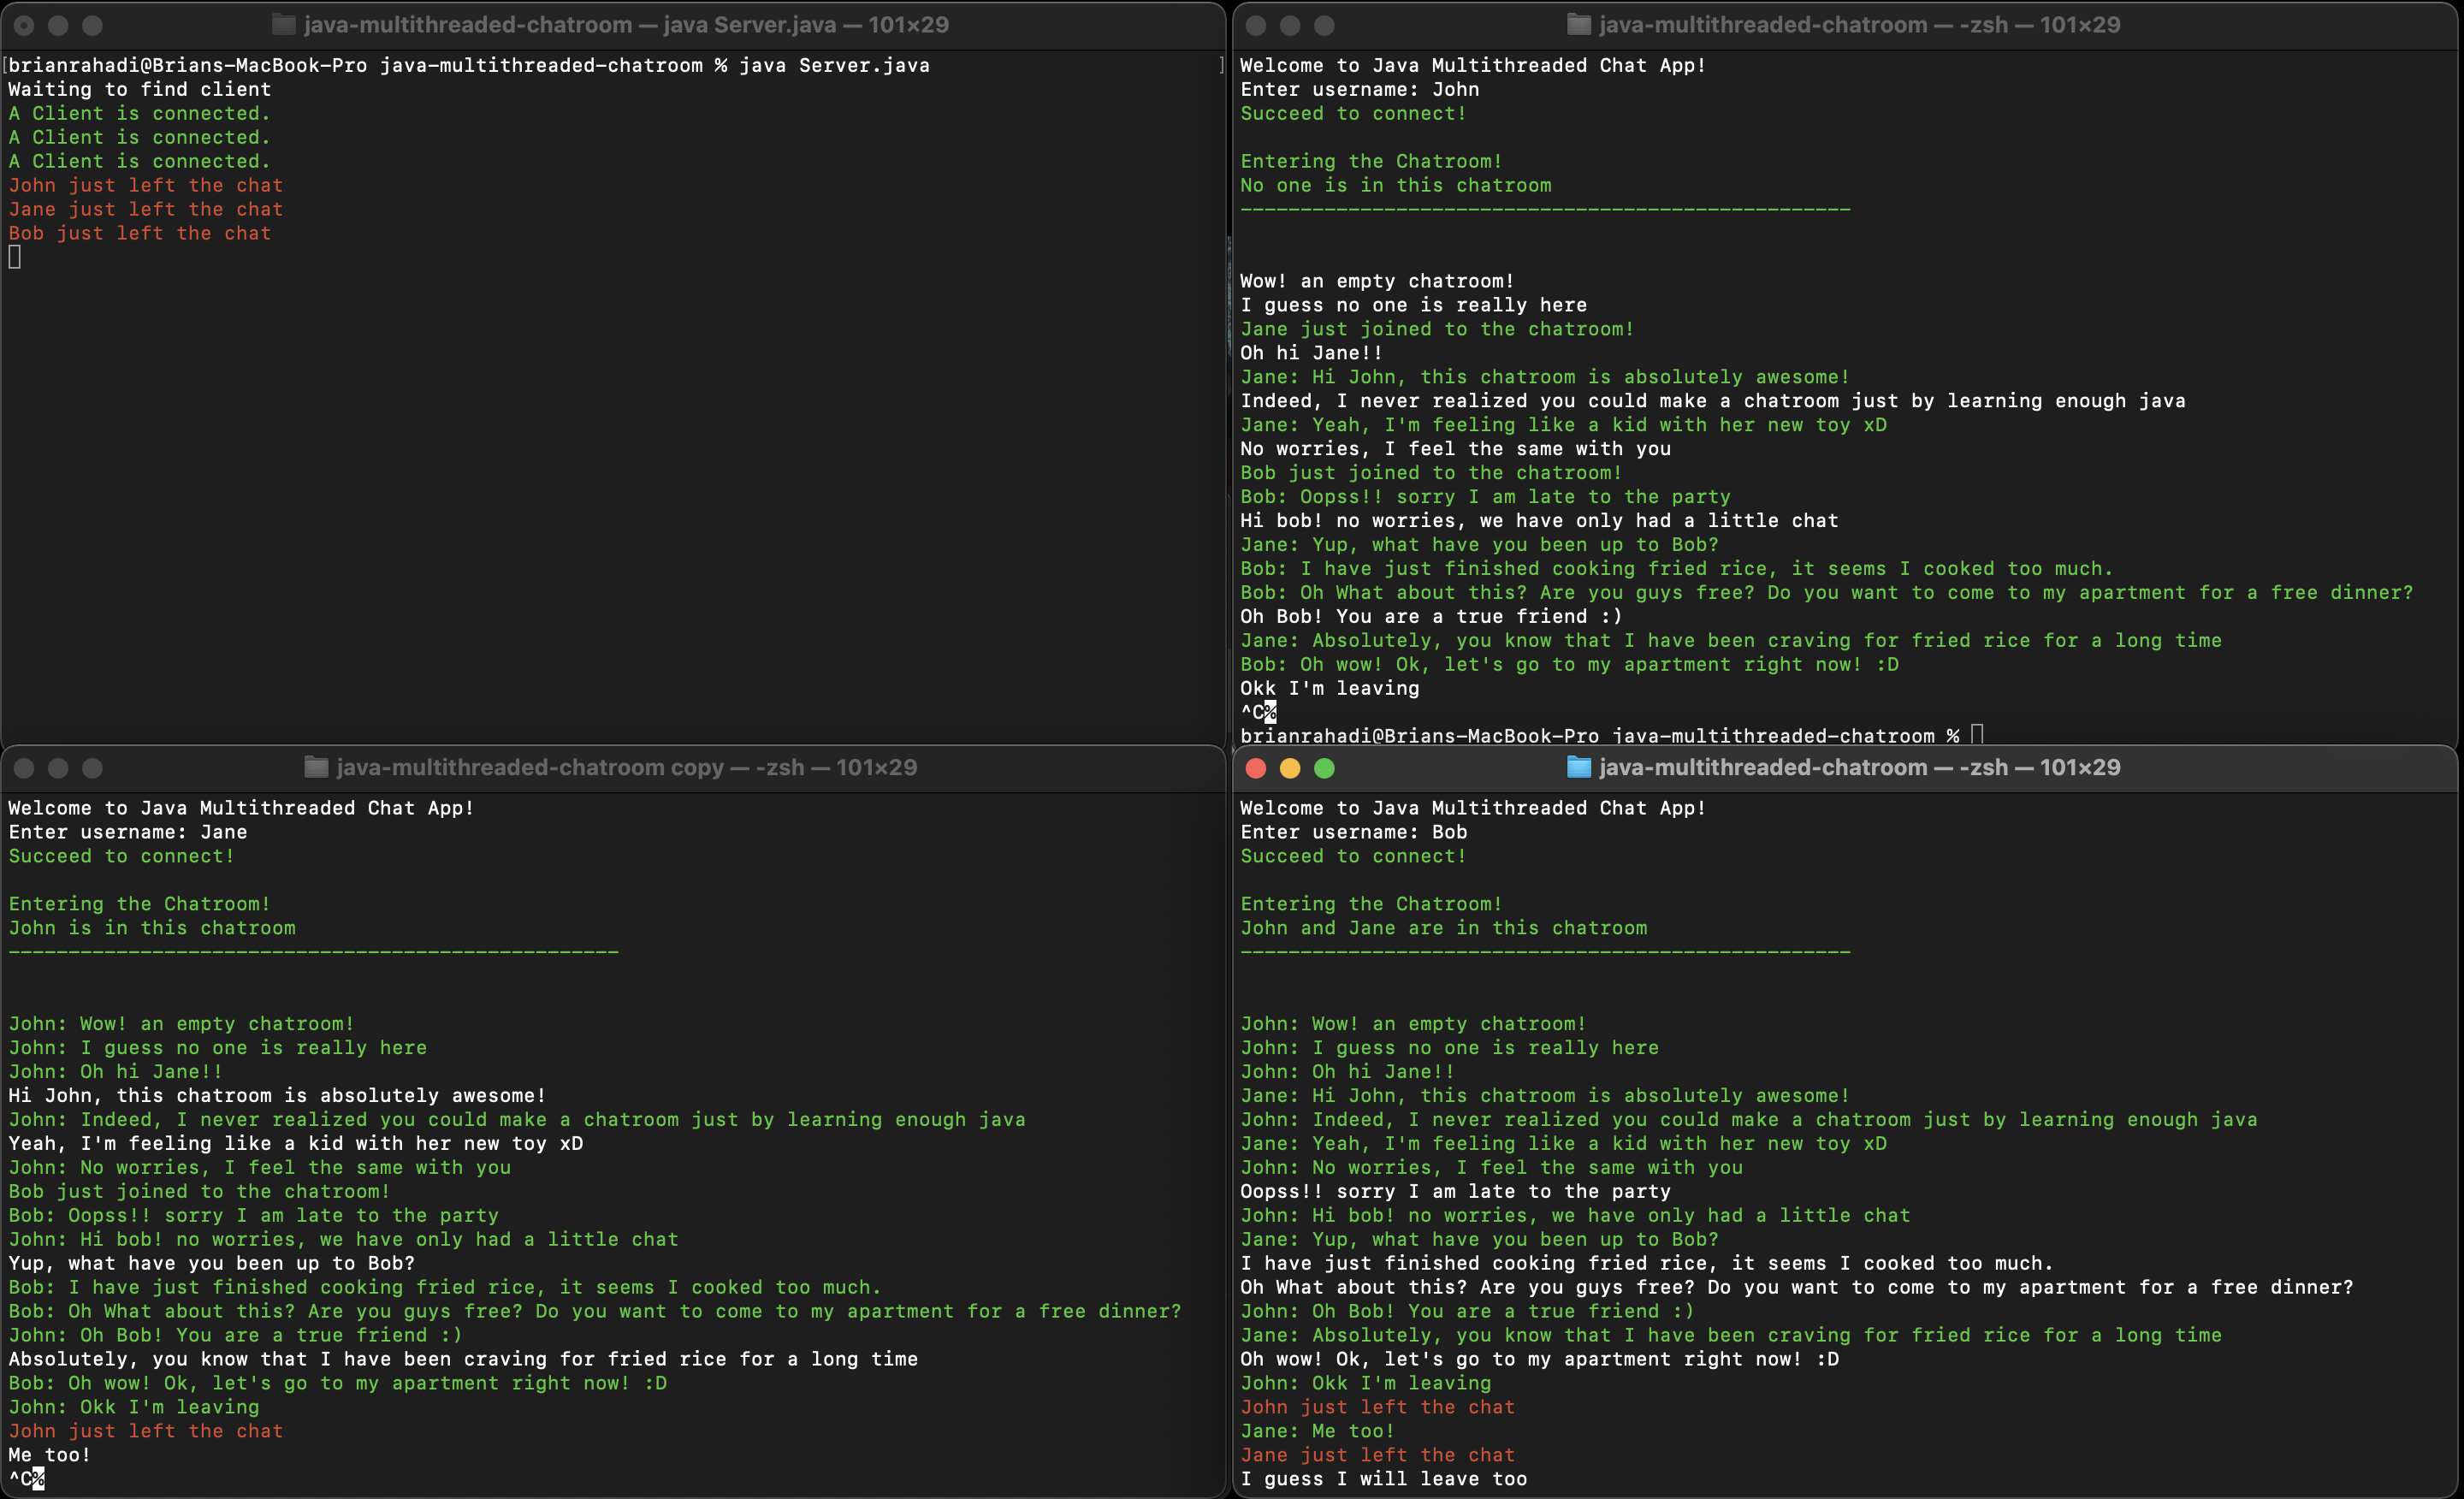 java-multithreaded-chatroom — java Server.java — 101×29
[brianrahadi@Brians-MacBook-Pro java-multithreaded-chatroom % java Server.java ]
Waiting to find client
A Client is connected.
A Client is connected.
A Client is connected.
John just left the chat
Jane just left the chat
Bob just left the chat
java-multithreaded-chatroom — -zsh — 101×29
Welcome to Java Multithreaded Chat App!
Enter username: John
Succeed to connect!
Entering the Chatroom!
No one is in this chatroom
---------------------------------------------------
Wow! an empty chatroom!
I guess no one is really here
Jane just joined to the chatroom!
Oh hi Jane!!
Jane: Hi John, this chatroom is absolutely awesome!
Indeed, I never realized you could make a chatroom just by learning enough java
Jane: Yeah, I'm feeling like a kid with her new toy xD
No worries, I feel the same with you
Bob just joined to the chatroom!
Bob: Oopss!! sorry I am late to the party
Hi bob! no worries, we have only had a little chat
Jane: Yup, what have you been up to Bob?
Bob: I have just finished cooking fried rice, it seems I cooked too much.
Bob: Oh What about this? Are you guys free? Do you want to come to my apartment for a free dinner?
Oh Bob! You are a true friend :)
Jane: Absolutely, you know that I have been craving for fried rice for a long time
Bob: Oh wow! Ok, let's go to my apartment right now! :D
Okk I'm leaving
^C%
brianrahadi@Brians-MacBook-Pro java-multithreaded-chatroom %
java-multithreaded-chatroom copy — -zsh — 101×29
Welcome to Java Multithreaded Chat App!
Enter username: Jane
Succeed to connect!
Entering the Chatroom!
John is in this chatroom
---------------------------------------------------
John: Wow! an empty chatroom!
John: I guess no one is really here
John: Oh hi Jane!!
Hi John, this chatroom is absolutely awesome!
John: Indeed, I never realized you could make a chatroom just by learning enough java
Yeah, I'm feeling like a kid with her new toy xD
John: No worries, I feel the same with you
Bob just joined to the chatroom!
Bob: Oopss!! sorry I am late to the party
John: Hi bob! no worries, we have only had a little chat
Yup, what have you been up to Bob?
Bob: I have just finished cooking fried rice, it seems I cooked too much.
Bob: Oh What about this? Are you guys free? Do you want to come to my apartment for a free dinner?
John: Oh Bob! You are a true friend :)
Absolutely, you know that I have been craving for fried rice for a long time
Bob: Oh wow! Ok, let's go to my apartment right now! :D
John: Okk I'm leaving
John just left the chat
Me too!
^C%
java-multithreaded-chatroom — -zsh — 101×29
Welcome to Java Multithreaded Chat App!
Enter username: Bob
Succeed to connect!
Entering the Chatroom!
John and Jane are in this chatroom
---------------------------------------------------
John: Wow! an empty chatroom!
John: I guess no one is really here
John: Oh hi Jane!!
Jane: Hi John, this chatroom is absolutely awesome!
John: Indeed, I never realized you could make a chatroom just by learning enough java
Jane: Yeah, I'm feeling like a kid with her new toy xD
John: No worries, I feel the same with you
Oopss!! sorry I am late to the party
John: Hi bob! no worries, we have only had a little chat
Jane: Yup, what have you been up to Bob?
I have just finished cooking fried rice, it seems I cooked too much.
Oh What about this? Are you guys free? Do you want to come to my apartment for a free dinner?
John: Oh Bob! You are a true friend :)
Jane: Absolutely, you know that I have been craving for fried rice for a long time
Oh wow! Ok, let's go to my apartment right now! :D
John: Okk I'm leaving
John just left the chat
Jane: Me too!
Jane just left the chat
I guess I will leave too